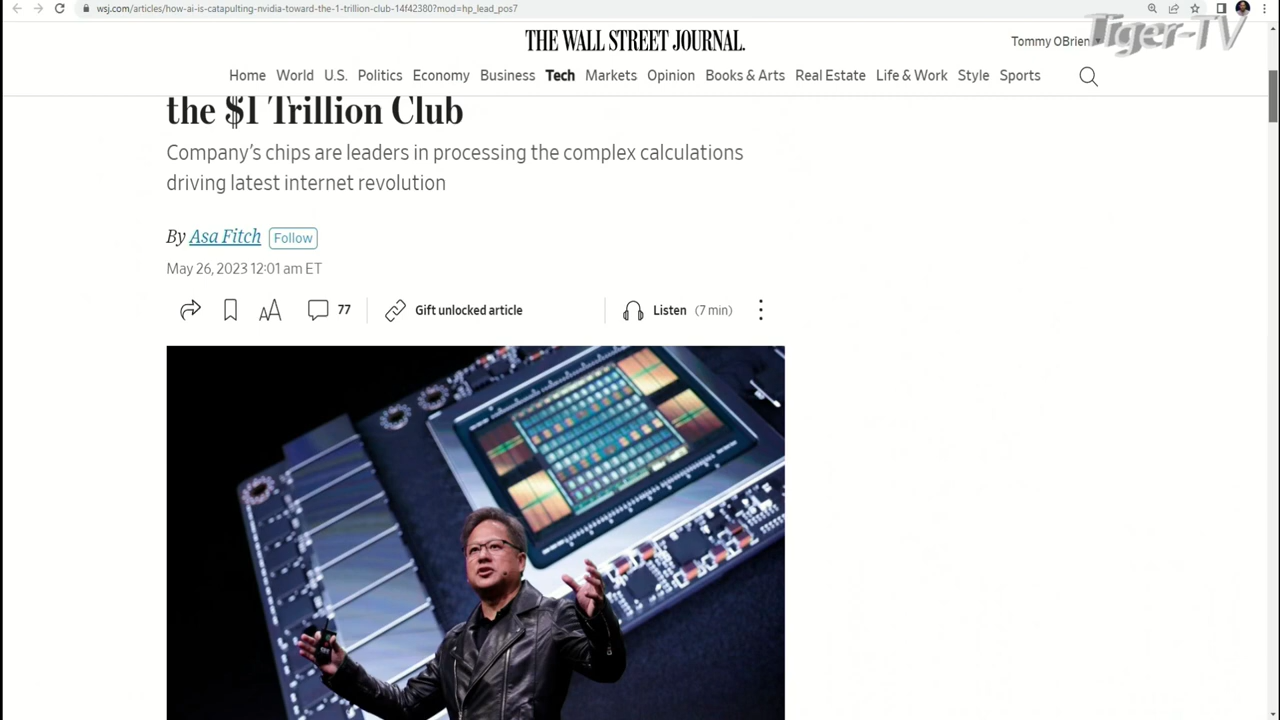 wsj.com/articles/how-ai-is-catapulting-nvidia-toward-the-1-trillion-club-14f42380?mod=hp_lead_pos7
Tiger-TV
THE WALL STREET JOURNAL.
Tommy OBrien
Home World U.S. Politics Economy Business Tech Markets Opinion Books & Arts Real Estate Life & Work Style Sports
the $1 Trillion Club
Company's chips are leaders in processing the complex calculations
driving latest internet revolution
By Asa Fitch Follow
May 26, 2023 12:01 am ET
AA 77 Gift unlocked article Listen (7 min)